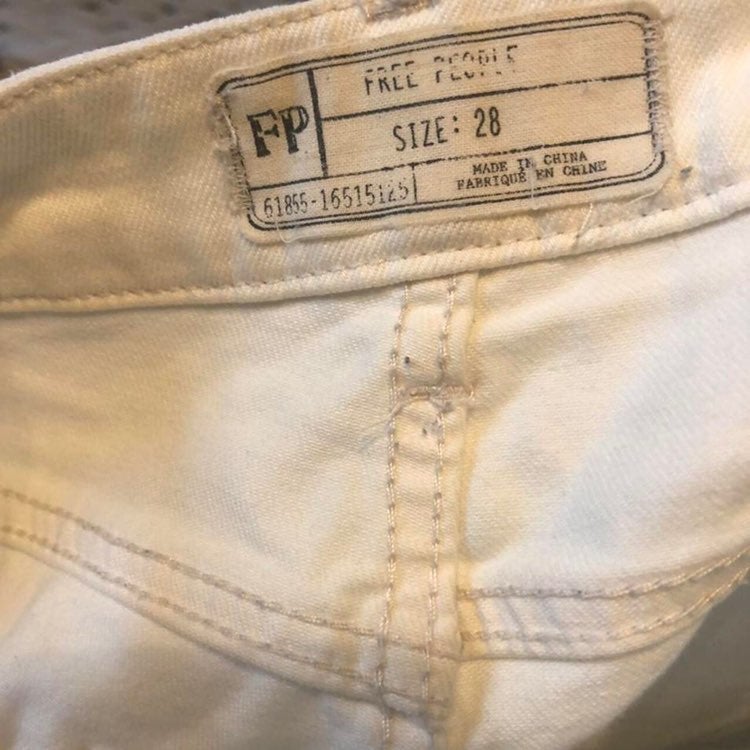 FP
FREE PEOPLE
SIZE: 28
61855-16515125
MADE IN CHINA
FABRIQUÉ EN CHINE